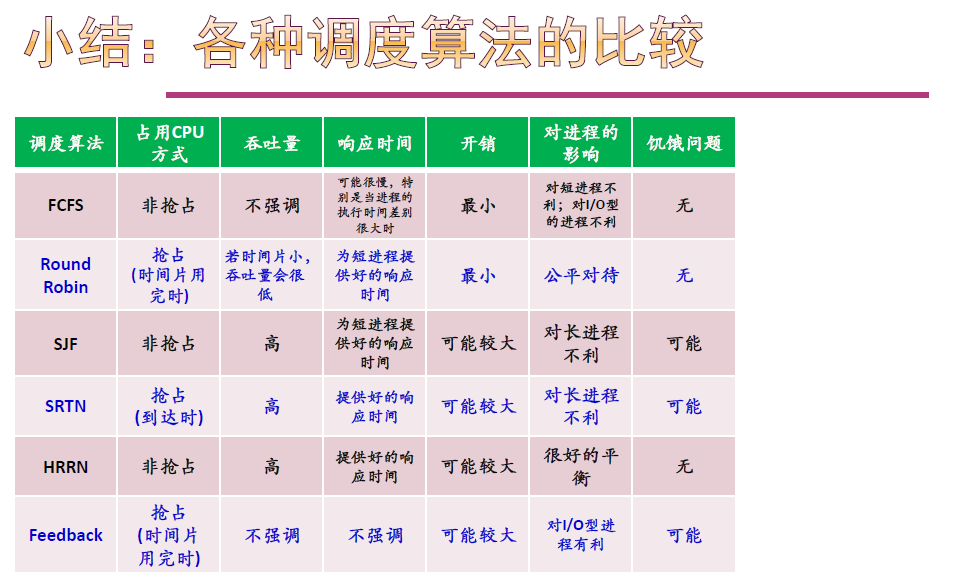 小结：各种调度算法的比较
调度算法
占用CPU
方式
吞吐量
响应时间
开销
对进程的
影响
饥饿问题
FCFS
非抢占
不强调
可能很慢，特
别是当进程的
执行时间差别
很大时
最小
对短进程不
利；对I/O型
的进程不利
无
Round
Robin
抢占
(时间片用
完时)
若时间片小，
吞吐量会很
低
为短进程提
供好的响应
时间
最小
公平对待
无
SJF
非抢占
高
为短进程提
供好的响应
时间
可能较大
对长进程
不利
可能
SRTN
抢占
(到达时)
高
提供好的响
应时间
可能较大
对长进程
不利
可能
HRRN
非抢占
高
提供好的响
应时间
可能较大
很好的平
衡
无
Feedback
抢占
(时间片
用完时)
不强调
不强调
可能较大
对I/O型进
程有利
可能